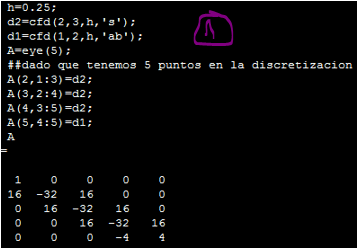 h=0.25;
d2=cfd(2,3,h,'s');
d1=cfd(1,2,h,'ab');
A=eye(5);
##dado que tenemos 5 puntos en la discretizacion
A(2,1:3)=d2;
A(3,2:4)=d2;
A(4,3:5)=d2;
A(5,4:5)=d1;
A
=
1 0 0 0 0
16 -32 16 0 0
0 16 -32 16 0
0 0 16 -32 16
0 0 0 -4 4